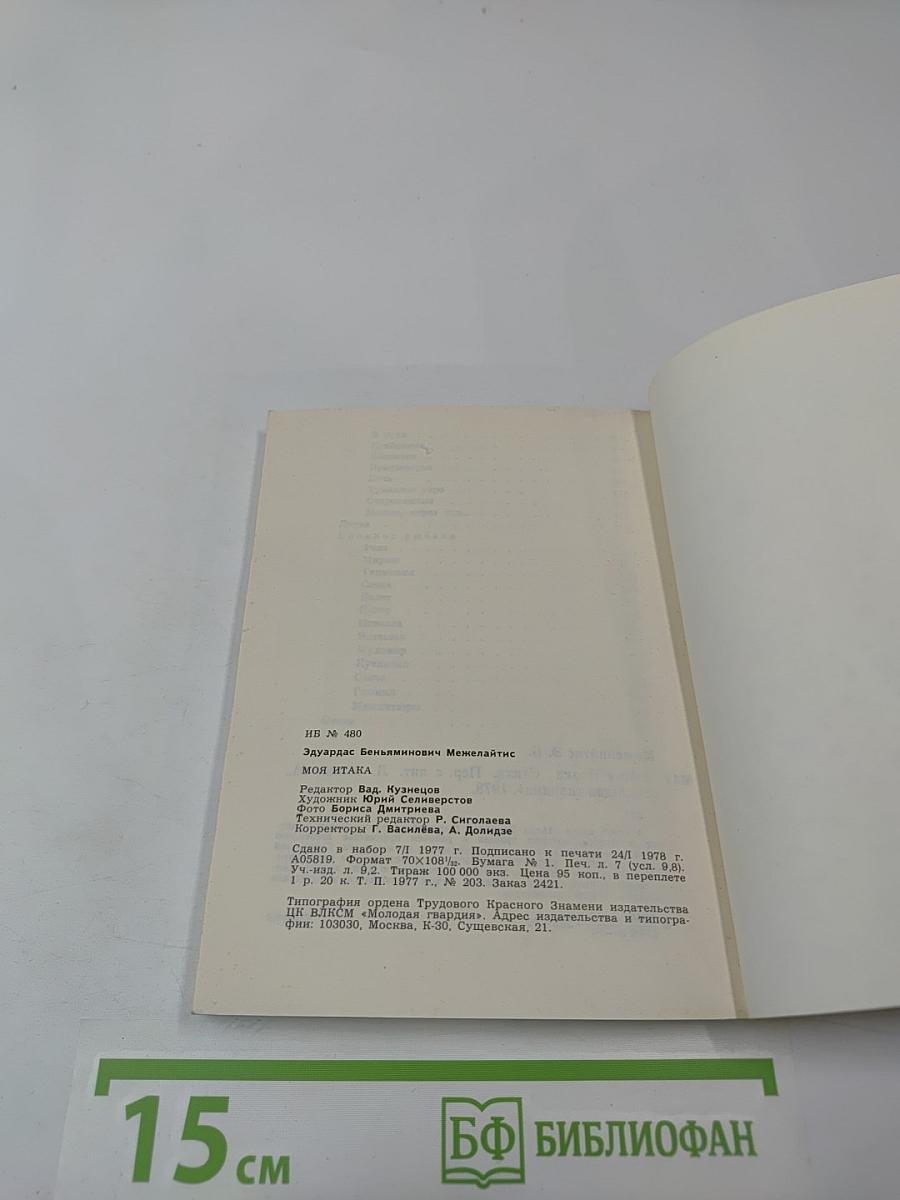 ИБ № 480
Эдуардас Беньяминович Межелайтис
МОЯ ИТАКА
Редактор Вад. Кузнецов
Художник Юрий Селиверстов
Фото Бориса Дмитриева
Технический редактор Р. Сиголаева
Корректоры Г. Василёва, А. Долидзе
Сдано в набор 7/I 1977 г. Подписано к печати 24/I 1978 г.
А05819. Формат 70×108¹/₃₂. Бумага № 1. Печ. л. 7 (усл. 9,8).
Уч.-изд. л. 9,2. Тираж 100 000 экз. Цена 95 коп., в переплете
1 р. 20 к. Т. П. 1977 г., № 203. Заказ 2421.
Типография ордена Трудового Красного Знамени издательства
ЦК ВЛКСМ «Молодая гвардия». Адрес издательства и типогра-
фии: 103030, Москва, К-30, Сущевская, 21.
15 см
БФ БИБЛИОФАН